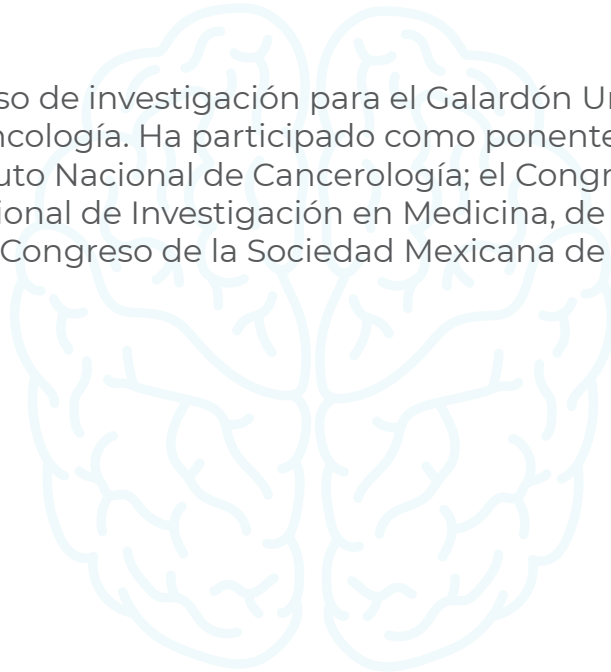 so de investigación para el Galardón Un
ncología. Ha participado como ponente
uto Nacional de Cancerología; el Congr
ional de Investigación en Medicina, de
Congreso de la Sociedad Mexicana de